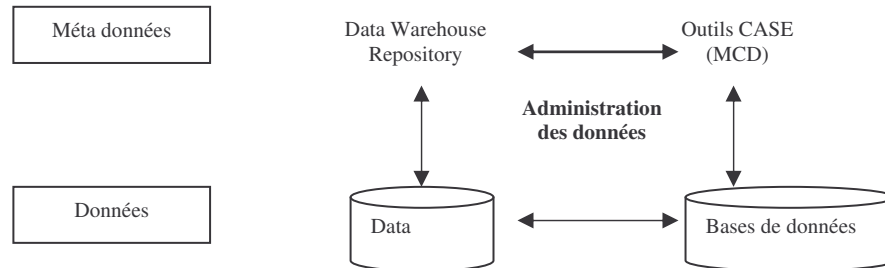 Méta données
Data Warehouse
Repository
Outils CASE
(MCD)
Administration
des données
Données
Data
Bases de données